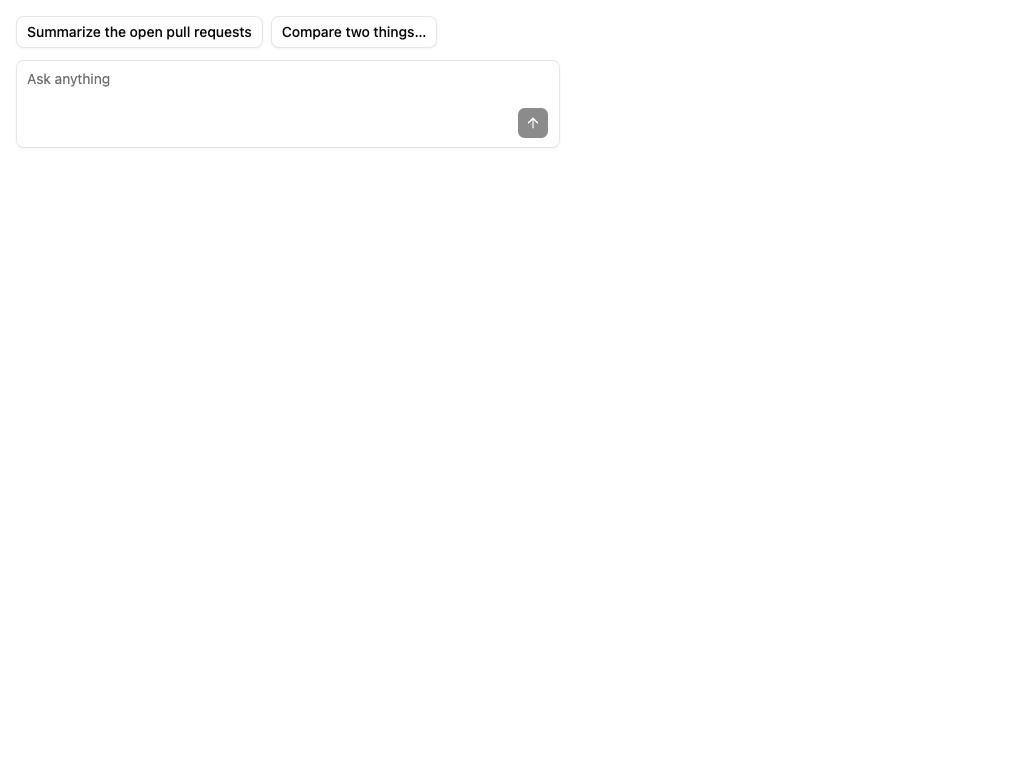 Summarize the open pull requests
Compare two things...
Ask anything